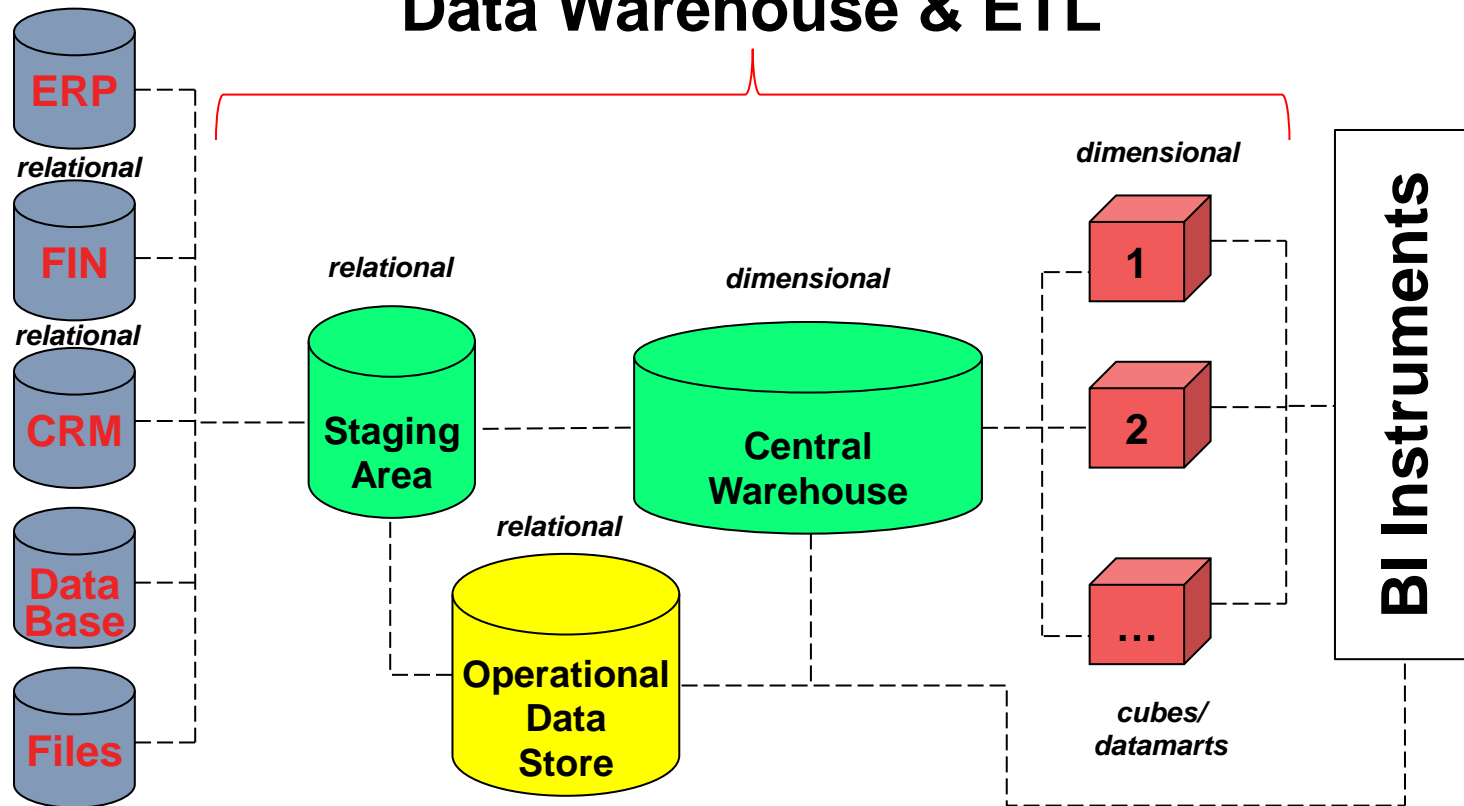 Data Warehouse & ETL
ERP
relational
FIN
relational
CRM
Data
Base
Files
relational
Staging
Area
relational
Operational
Data
Store
dimensional
Central
Warehouse
dimensional
1
2
...
cubes/
datamarts
BI Instruments